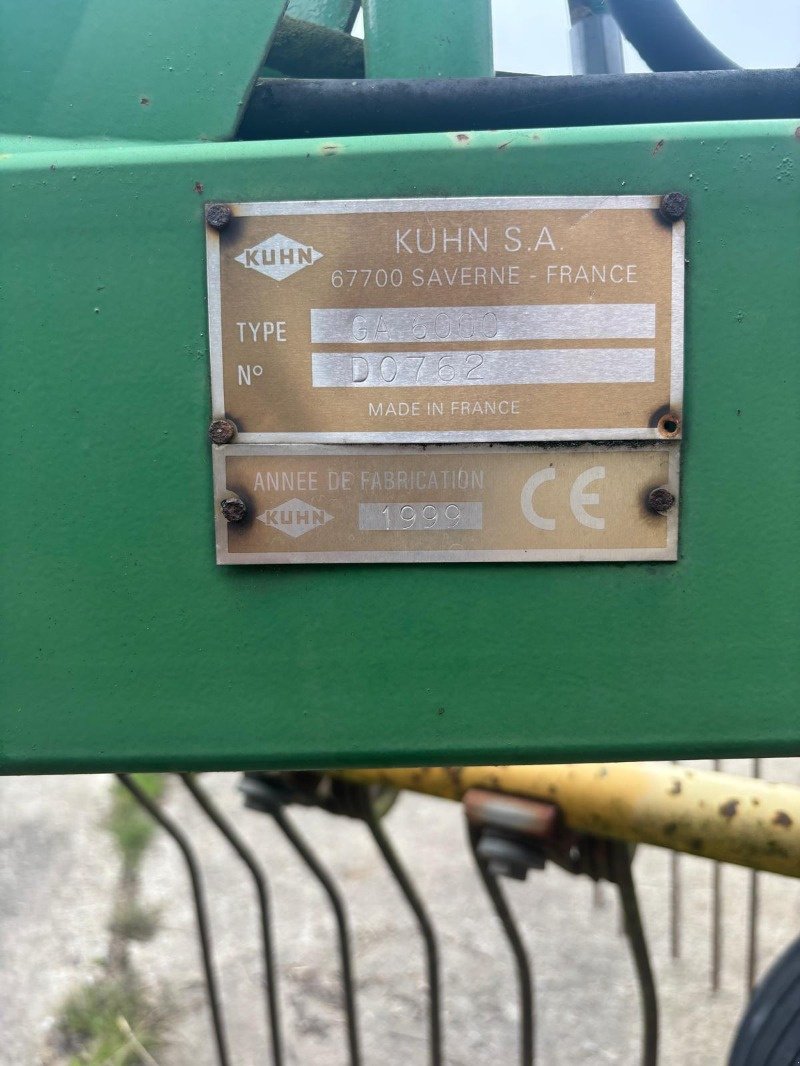 KUHN
KUHN S.A.
67700 SAVERNE - FRANCE
TYPE GA 6000
N° D0762
MADE IN FRANCE
ANNEE DE FABRICATION
KUHN 1999 CE